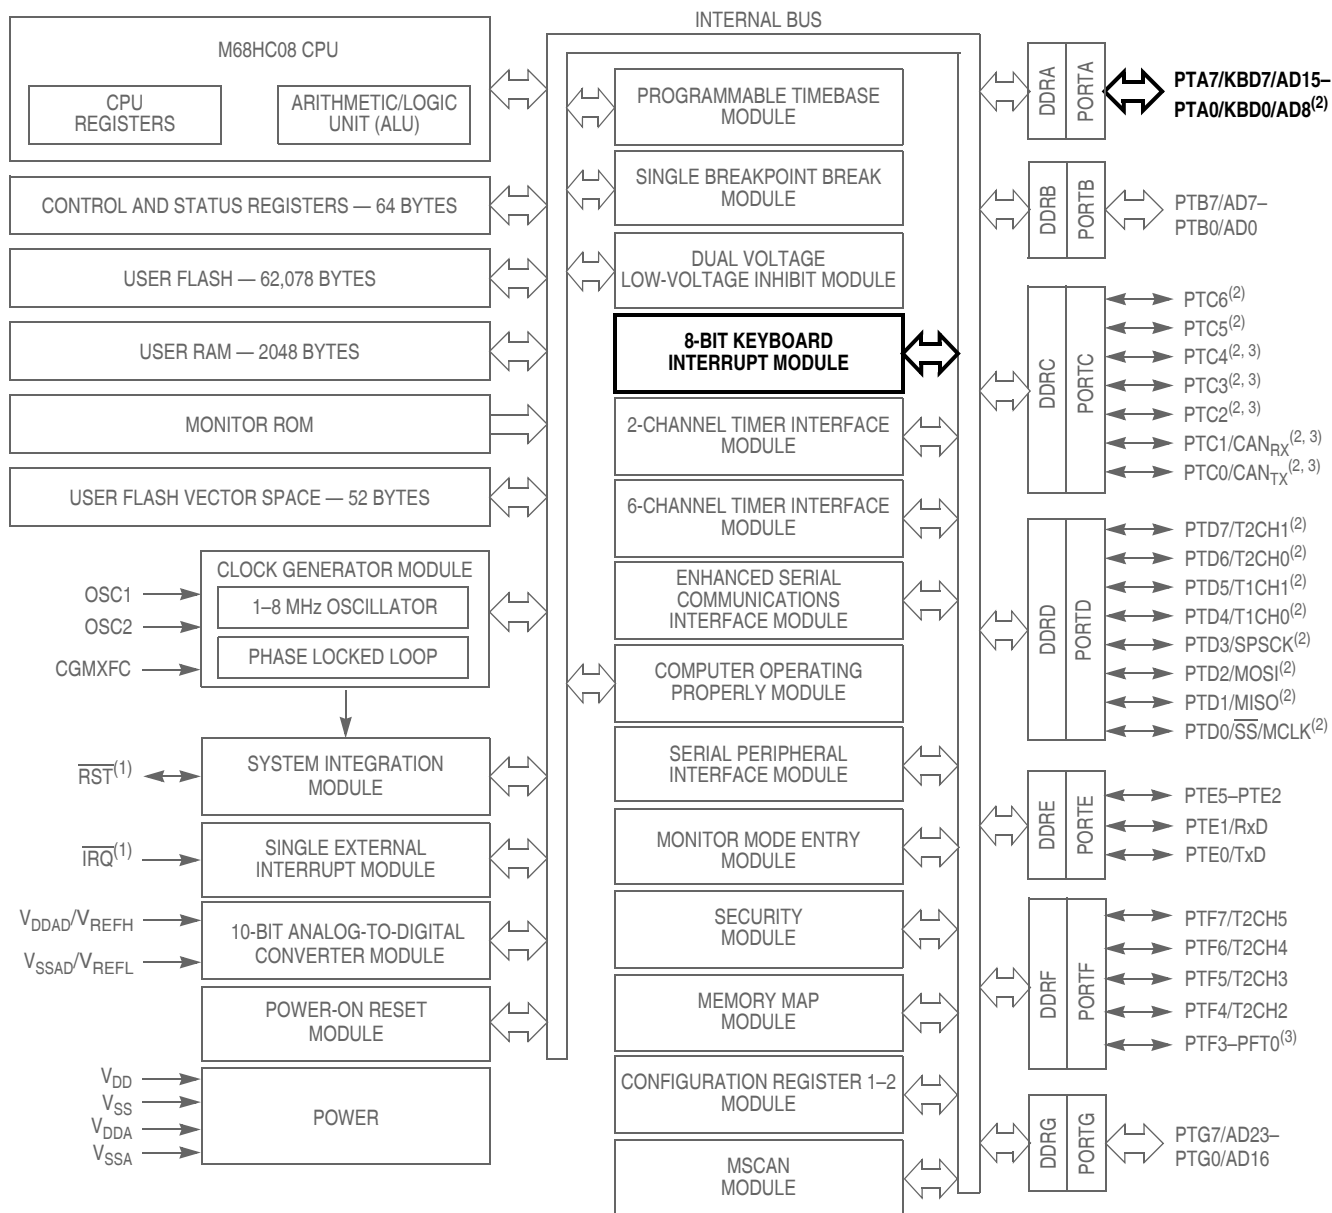 INTERNAL BUS
M68HC08 CPU
CPU
REGISTERS
ARITHMETIC/LOGIC
UNIT (ALU)
CONTROL AND STATUS REGISTERS — 64 BYTES
USER FLASH — 62,078 BYTES
USER RAM — 2048 BYTES
MONITOR ROM
USER FLASH VECTOR SPACE — 52 BYTES
CLOCK GENERATOR MODULE
1–8 MHz OSCILLATOR
PHASE LOCKED LOOP
OSC1
OSC2
CGMXFC
SYSTEM INTEGRATION
MODULE
RST(1)
SINGLE EXTERNAL
INTERRUPT MODULE
IRQ(1)
10-BIT ANALOG-TO-DIGITAL
CONVERTER MODULE
VDDAD/VREFH
VSSAD/VREFL
POWER-ON RESET
MODULE
POWER
VDD
VSS
VDDA
VSSA
PROGRAMMABLE TIMEBASE
MODULE
SINGLE BREAKPOINT BREAK
MODULE
DUAL VOLTAGE
LOW-VOLTAGE INHIBIT MODULE
8-BIT KEYBOARD
INTERRUPT MODULE
2-CHANNEL TIMER INTERFACE
MODULE
6-CHANNEL TIMER INTERFACE
MODULE
ENHANCED SERIAL
COMMUNICATIONS
INTERFACE MODULE
COMPUTER OPERATING
PROPERLY MODULE
SERIAL PERIPHERAL
INTERFACE MODULE
MONITOR MODE ENTRY
MODULE
SECURITY
MODULE
MEMORY MAP
MODULE
CONFIGURATION REGISTER 1–2
MODULE
MSCAN
MODULE
DDRA
PORTA
PTA7/KBD7/AD15–
PTA0/KBD0/AD8(2)
DDRB
PORTB
PTB7/AD7–
PTB0/AD0
DDRC
PORTC
PTC6(2)
PTC5(2)
PTC4(2, 3)
PTC3(2, 3)
PTC2(2, 3)
PTC1/CANRX(2, 3)
PTC0/CANTX(2, 3)
DDRD
PORTD
PTD7/T2CH1(2)
PTD6/T2CH0(2)
PTD5/T1CH1(2)
PTD4/T1CH0(2)
PTD3/SPSCK(2)
PTD2/MOSI(2)
PTD1/MISO(2)
PTD0/SS/MCLK(2)
DDRE
PORTE
PTE5–PTE2
PTE1/RxD
PTE0/TxD
DDRF
PORTF
PTF7/T2CH5
PTF6/T2CH4
PTF5/T2CH3
PTF4/T2CH2
PTF3–PFT0(3)
DDRG
PORTG
PTG7/AD23–
PTG0/AD16